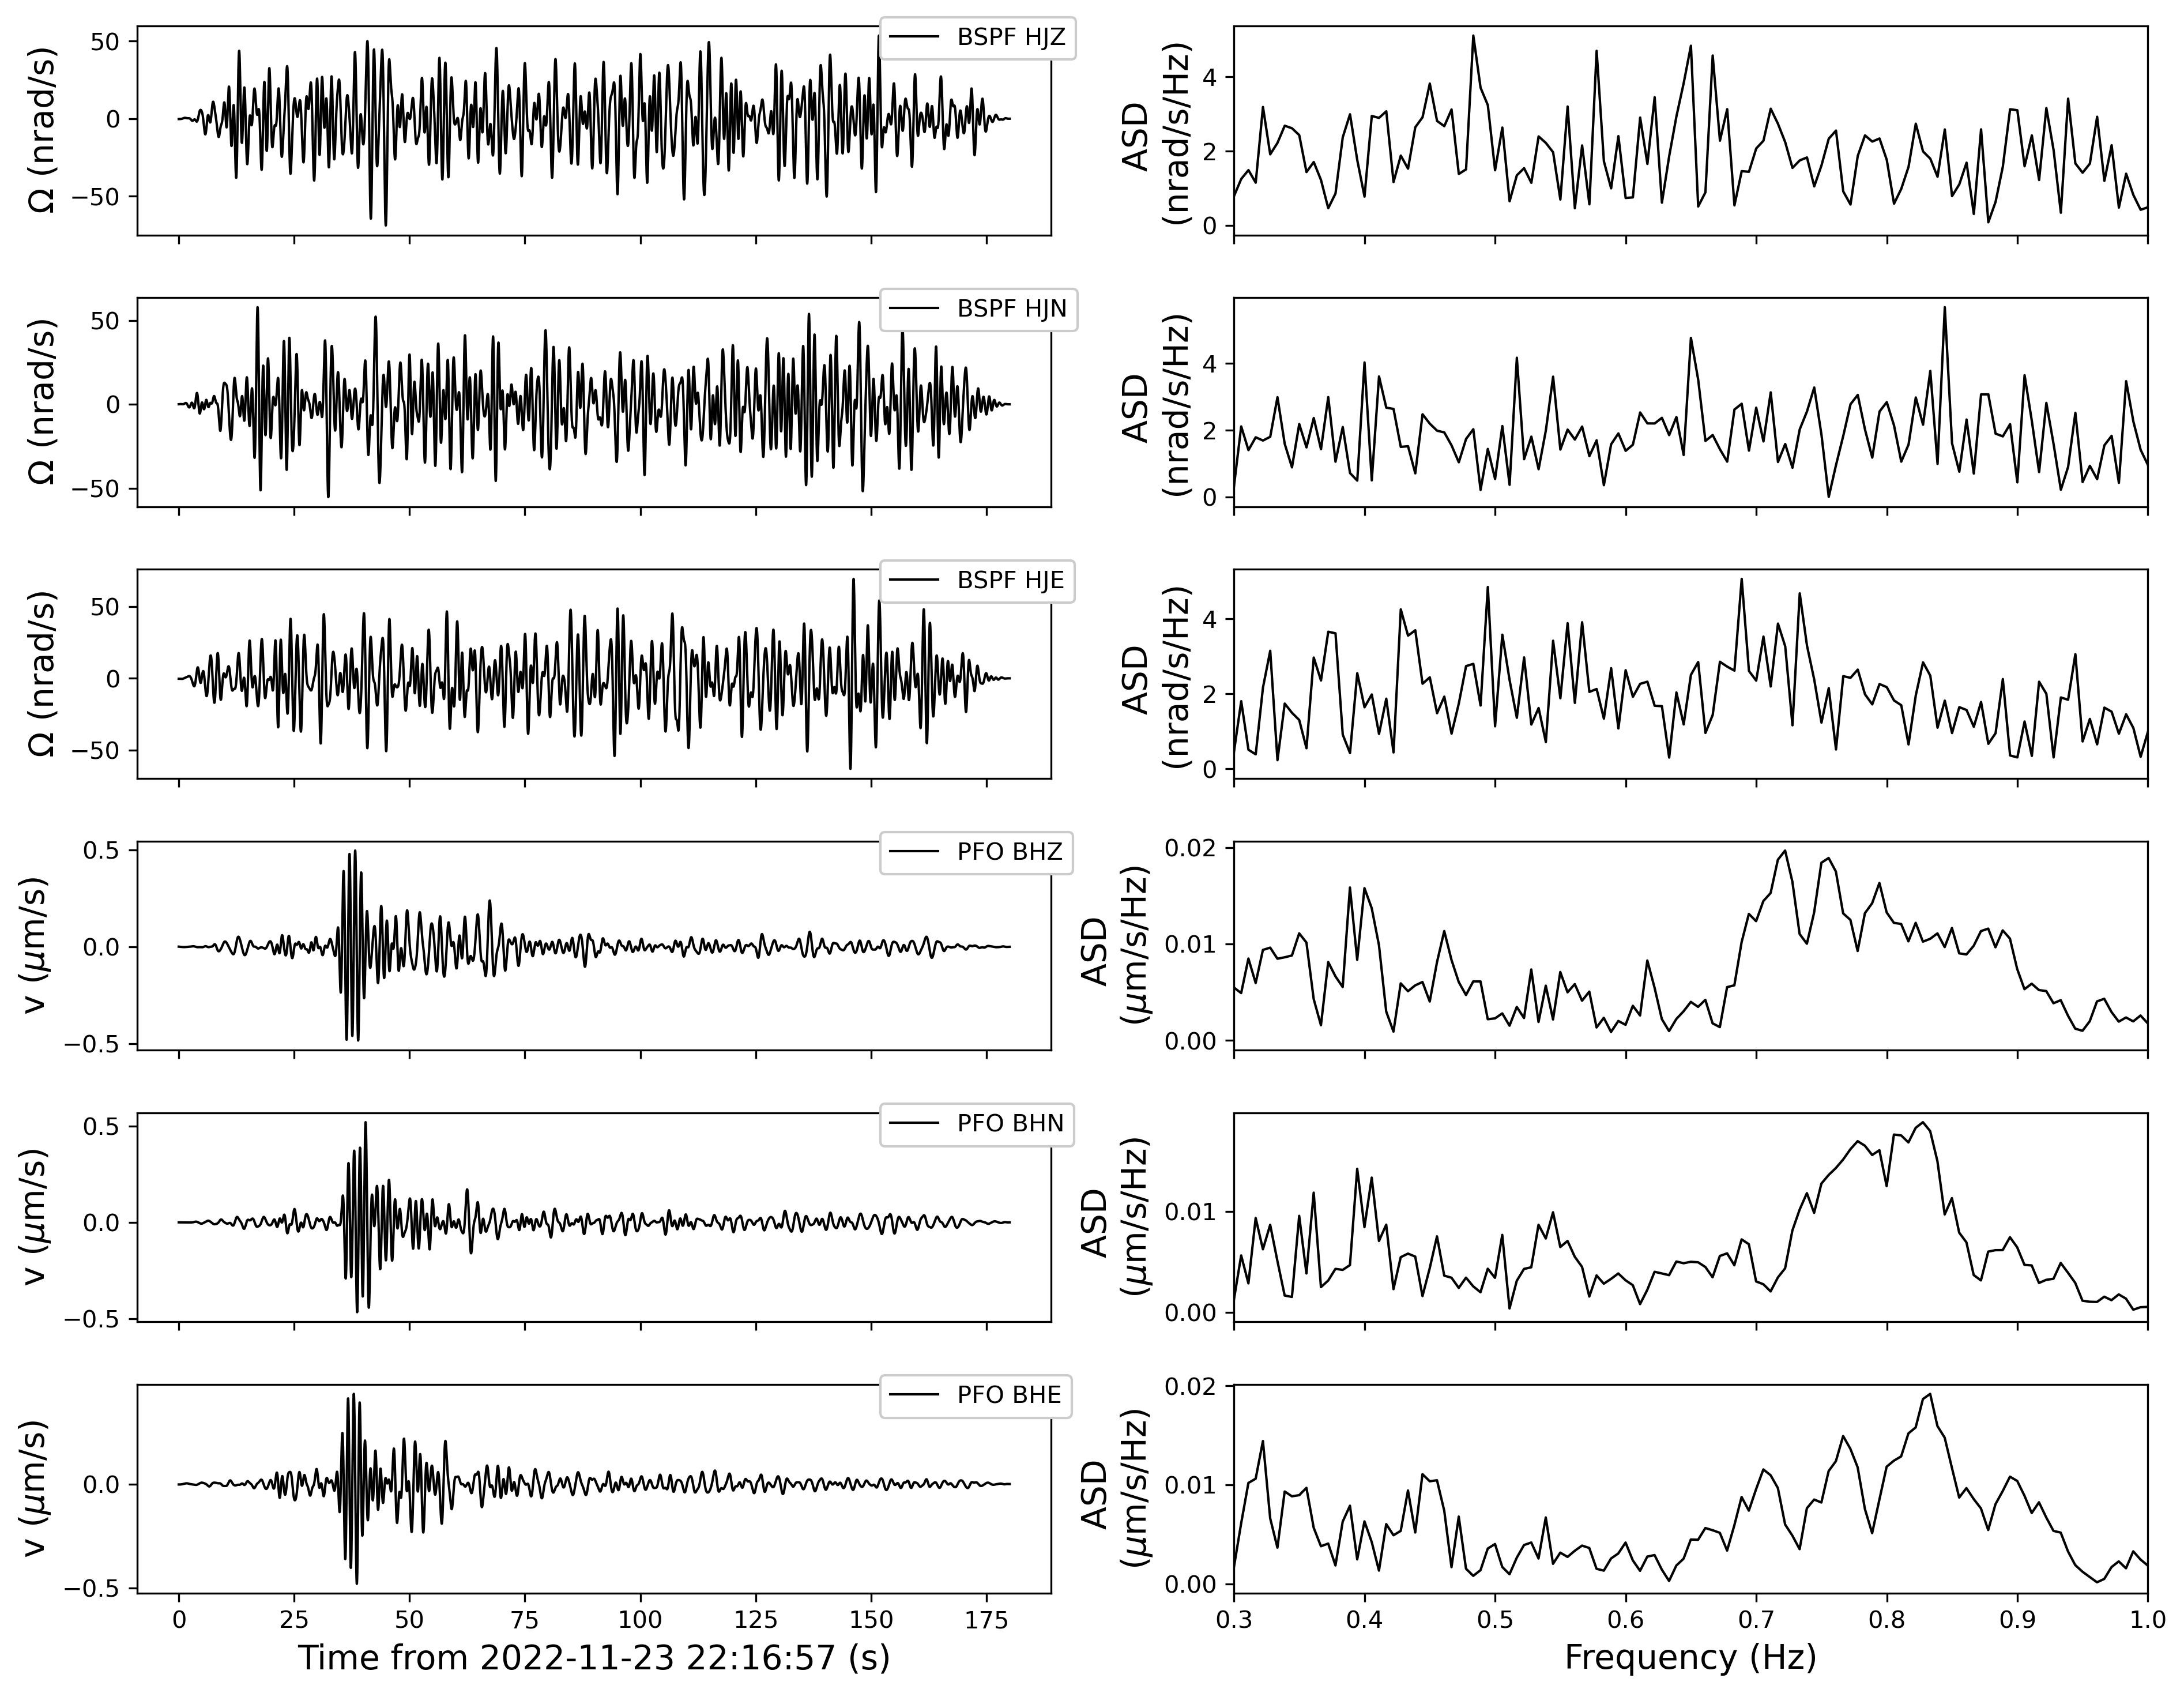 Ω (nrad/s)
50
0
−50
BSPF HJZ
ASD
(nrad/s/Hz)
4
2
0
Ω (nrad/s)
50
0
−50
BSPF HJN
ASD
(nrad/s/Hz)
4
2
0
Ω (nrad/s)
50
0
−50
BSPF HJE
ASD
(nrad/s/Hz)
4
2
0
v (μm/s)
0.5
0.0
−0.5
PFO BHZ
ASD
(μm/s/Hz)
0.02
0.01
0.00
v (μm/s)
0.5
0.0
−0.5
PFO BHN
ASD
(μm/s/Hz)
0.01
0.00
v (μm/s)
0.0
−0.5
PFO BHE
ASD
(μm/s/Hz)
0.02
0.01
0.00
0 25 50 75 100 125 150 175
Time from 2022-11-23 22:16:57 (s)
0.3 0.4 0.5 0.6 0.7 0.8 0.9 1.0
Frequency (Hz)